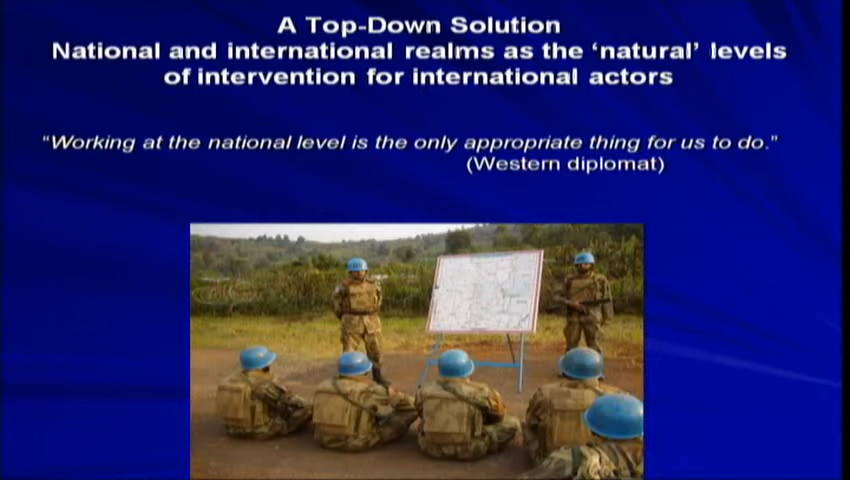 A Top-Down Solution
National and international realms as the ‘natural’ levels
of intervention for international actors
“Working at the national level is the only appropriate thing for us to do.”
(Western diplomat)